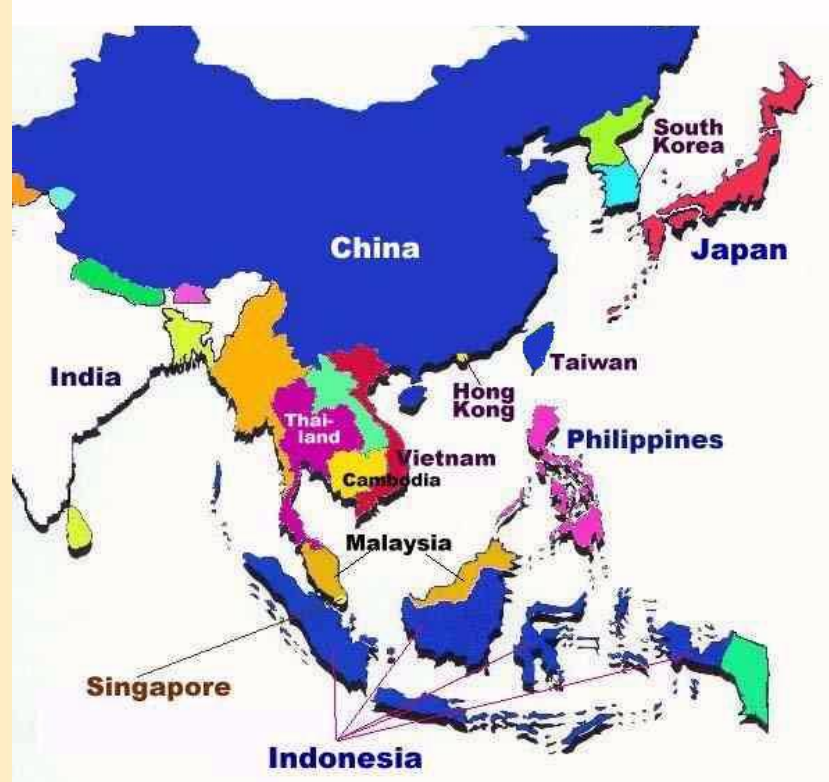 South
Korea
China
Japan
Taiwan
India
Hong
Kong
Thai-
land
Philippines
Vietnam
Cambodia
Malaysia
Singapore
Indonesia